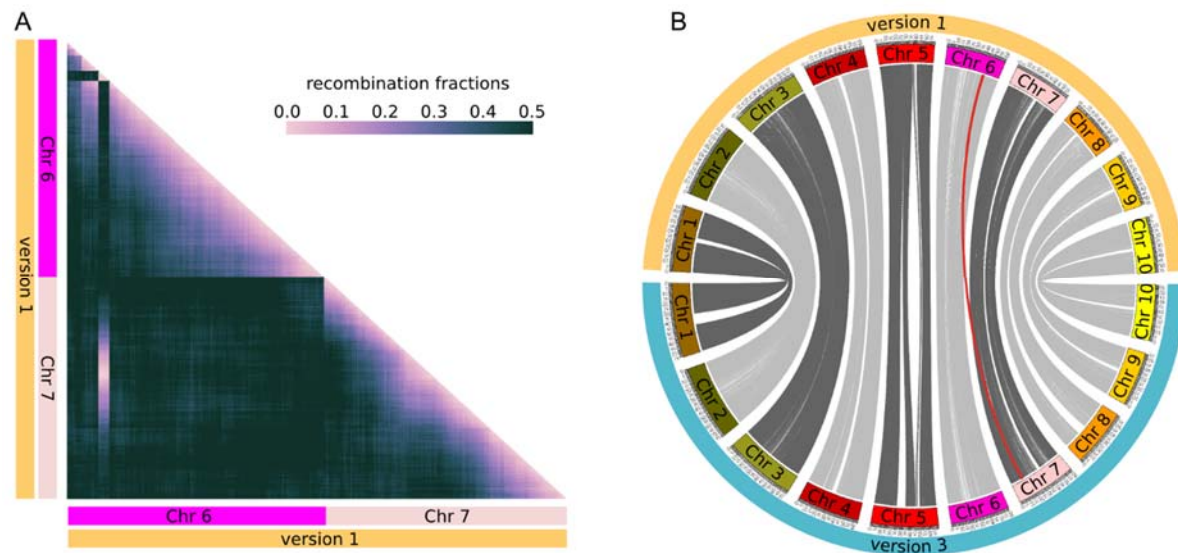 A
recombination fractions
0.0 0.1 0.2 0.3 0.4 0.5
version 1
Chr 6
Chr 7
Chr 6
Chr 7
version 1
B
version 1
Chr 1
Chr 2
Chr 3
Chr 4
Chr 5
Chr 6
Chr 7
Chr 8
Chr 9
Chr 10
Chr 1
Chr 2
Chr 3
Chr 4
Chr 5
Chr 6
Chr 7
Chr 8
Chr 9
Chr 10
version 3